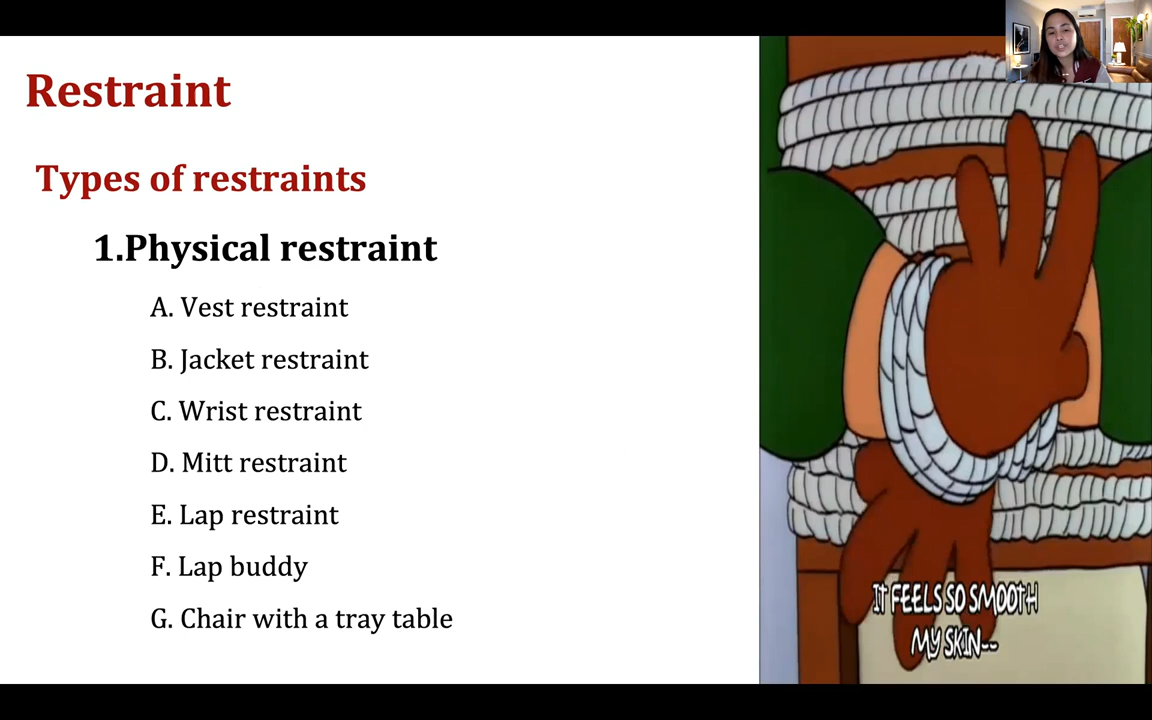 Restraint
Types of restraints
1.Physical restraint
A. Vest restraint
B. Jacket restraint
C. Wrist restraint
D. Mitt restraint
E. Lap restraint
F. Lap buddy
G. Chair with a tray table
IT FEELS SO SMOOTH
MY SKIN--